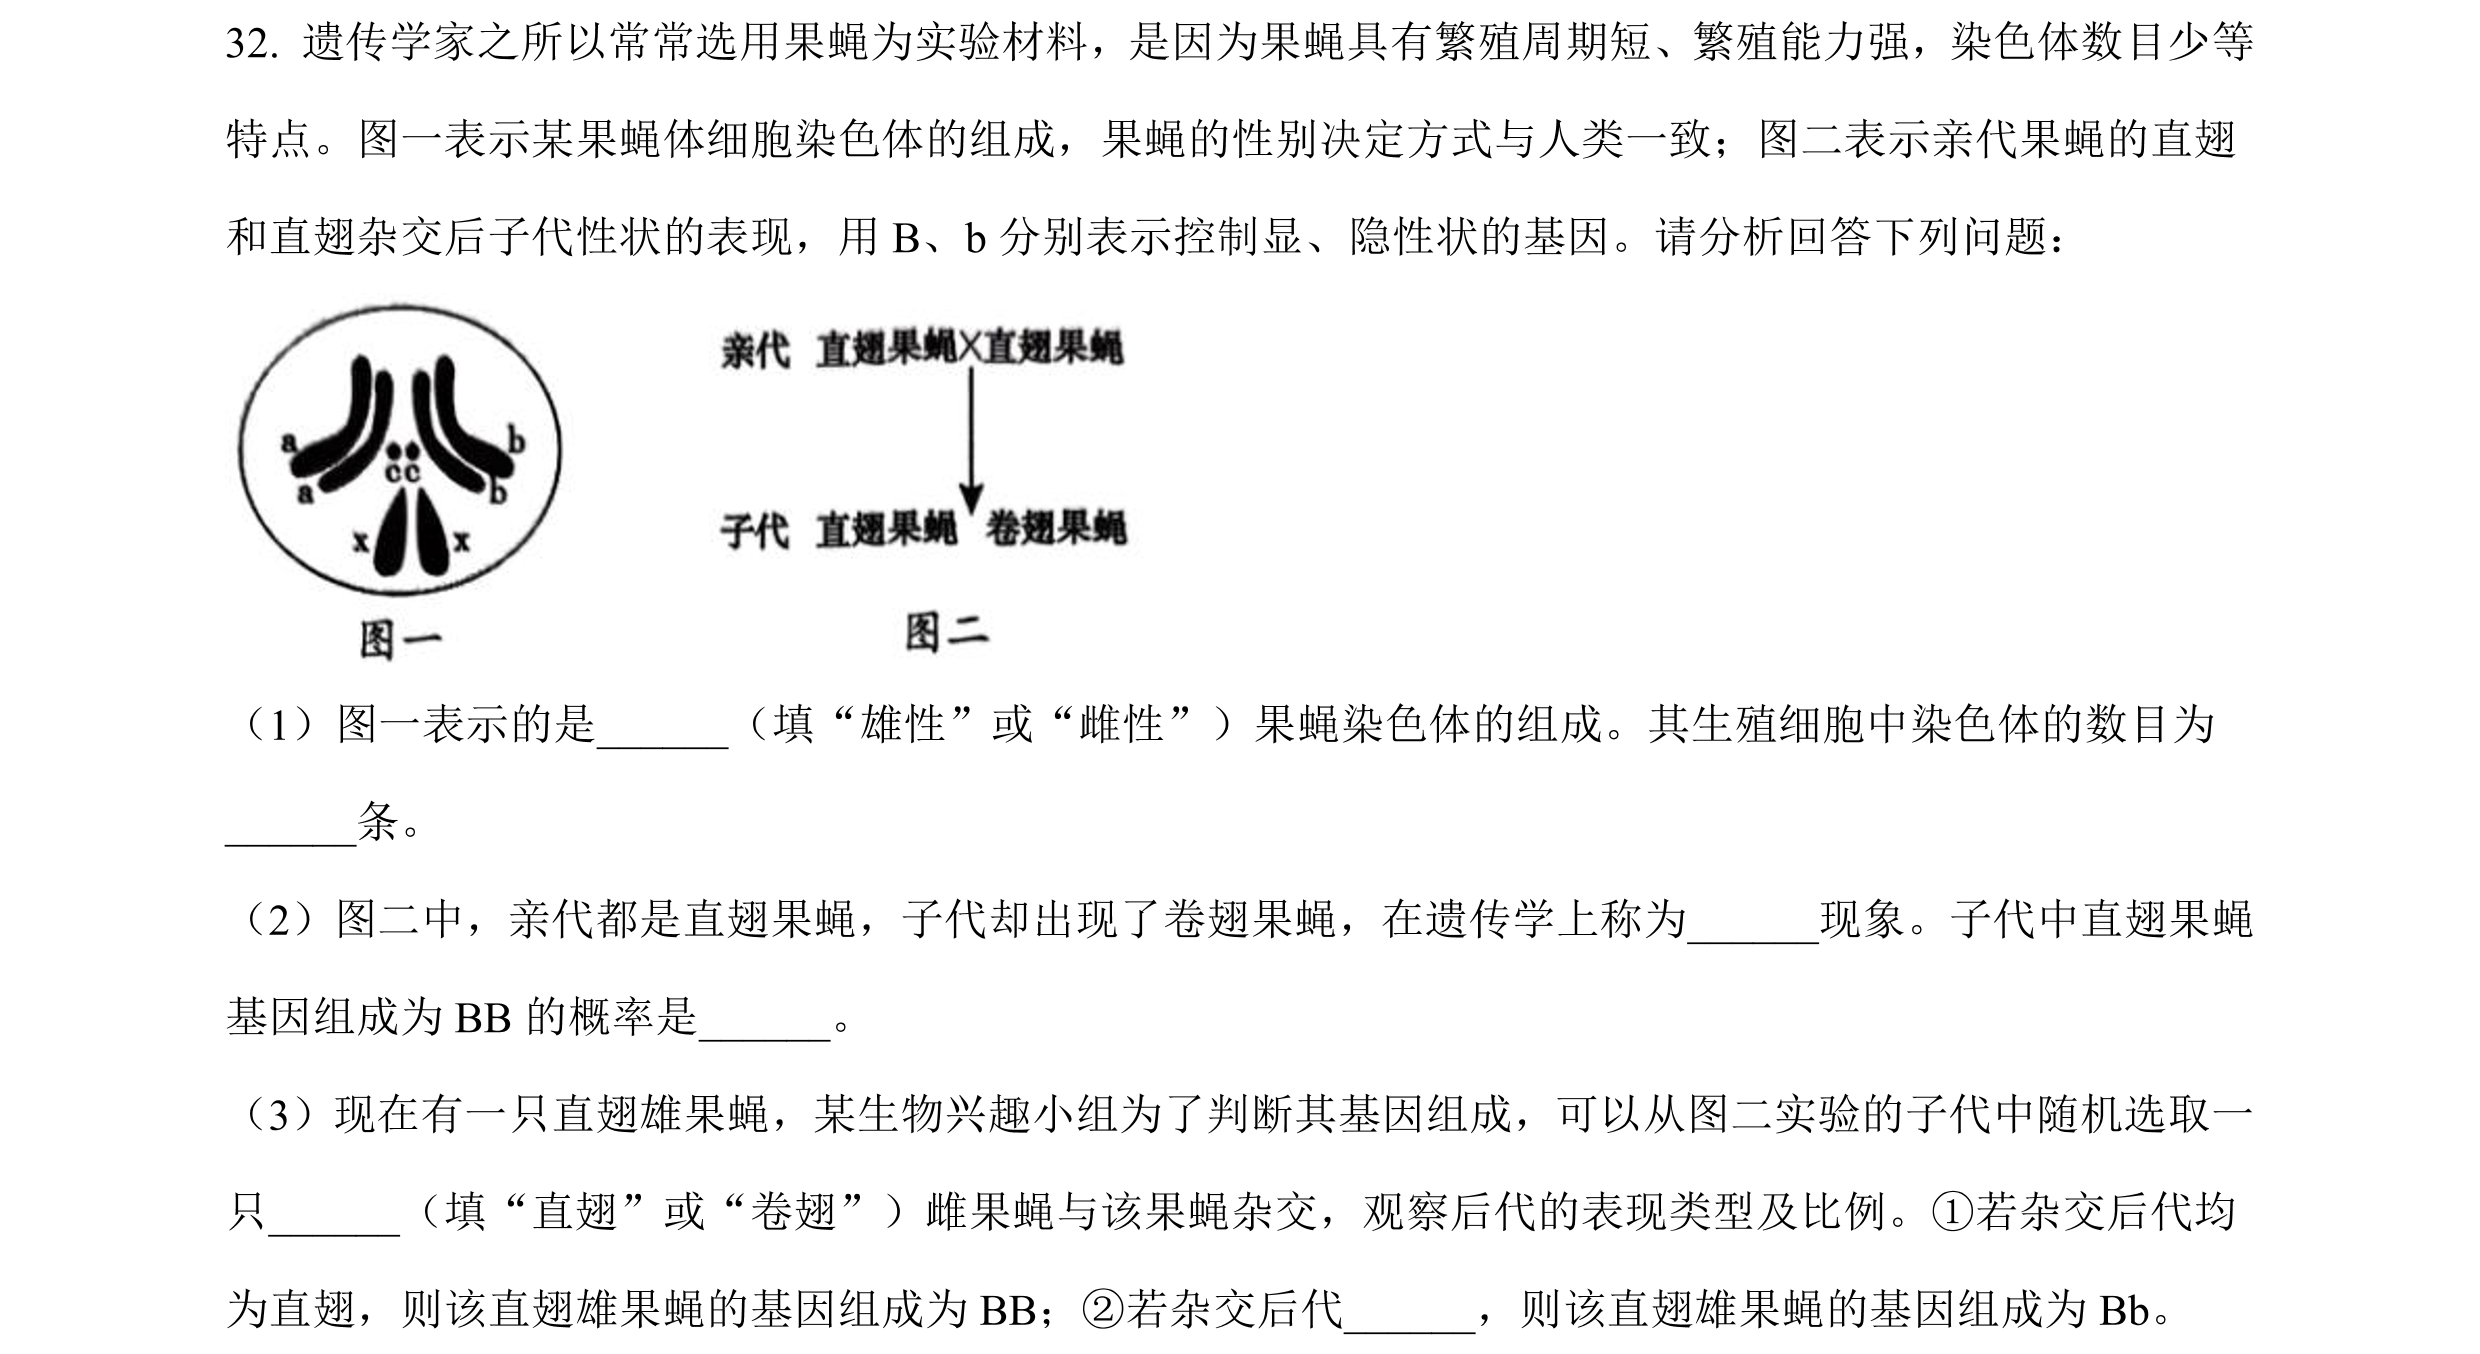 32. 遗传学家之所以常常选用果蝇为实验材料，是因为果蝇具有繁殖周期短、繁殖能力强，染色体数目少等
特点。图一表示某果蝇体细胞染色体的组成，果蝇的性别决定方式与人类一致；图二表示亲代果蝇的直翅
和直翅杂交后子代性状的表现，用 B、b 分别表示控制显、隐性状的基因。请分析回答下列问题：
亲代 直翅果蝇X直翅果蝇
a b
cc
a b
x x
子代 直翅果蝇 卷翅果蝇
图一 图二
（1）图一表示的是______（填“雄性”或“雌性”）果蝇染色体的组成。其生殖细胞中染色体的数目为
______条。
（2）图二中，亲代都是直翅果蝇，子代却出现了卷翅果蝇，在遗传学上称为______现象。子代中直翅果蝇
基因组成为 BB 的概率是______。
（3）现在有一只直翅雄果蝇，某生物兴趣小组为了判断其基因组成，可以从图二实验的子代中随机选取一
只______（填“直翅”或“卷翅”）雌果蝇与该果蝇杂交，观察后代的表现类型及比例。①若杂交后代均
为直翅，则该直翅雄果蝇的基因组成为 BB；②若杂交后代______，则该直翅雄果蝇的基因组成为 Bb。